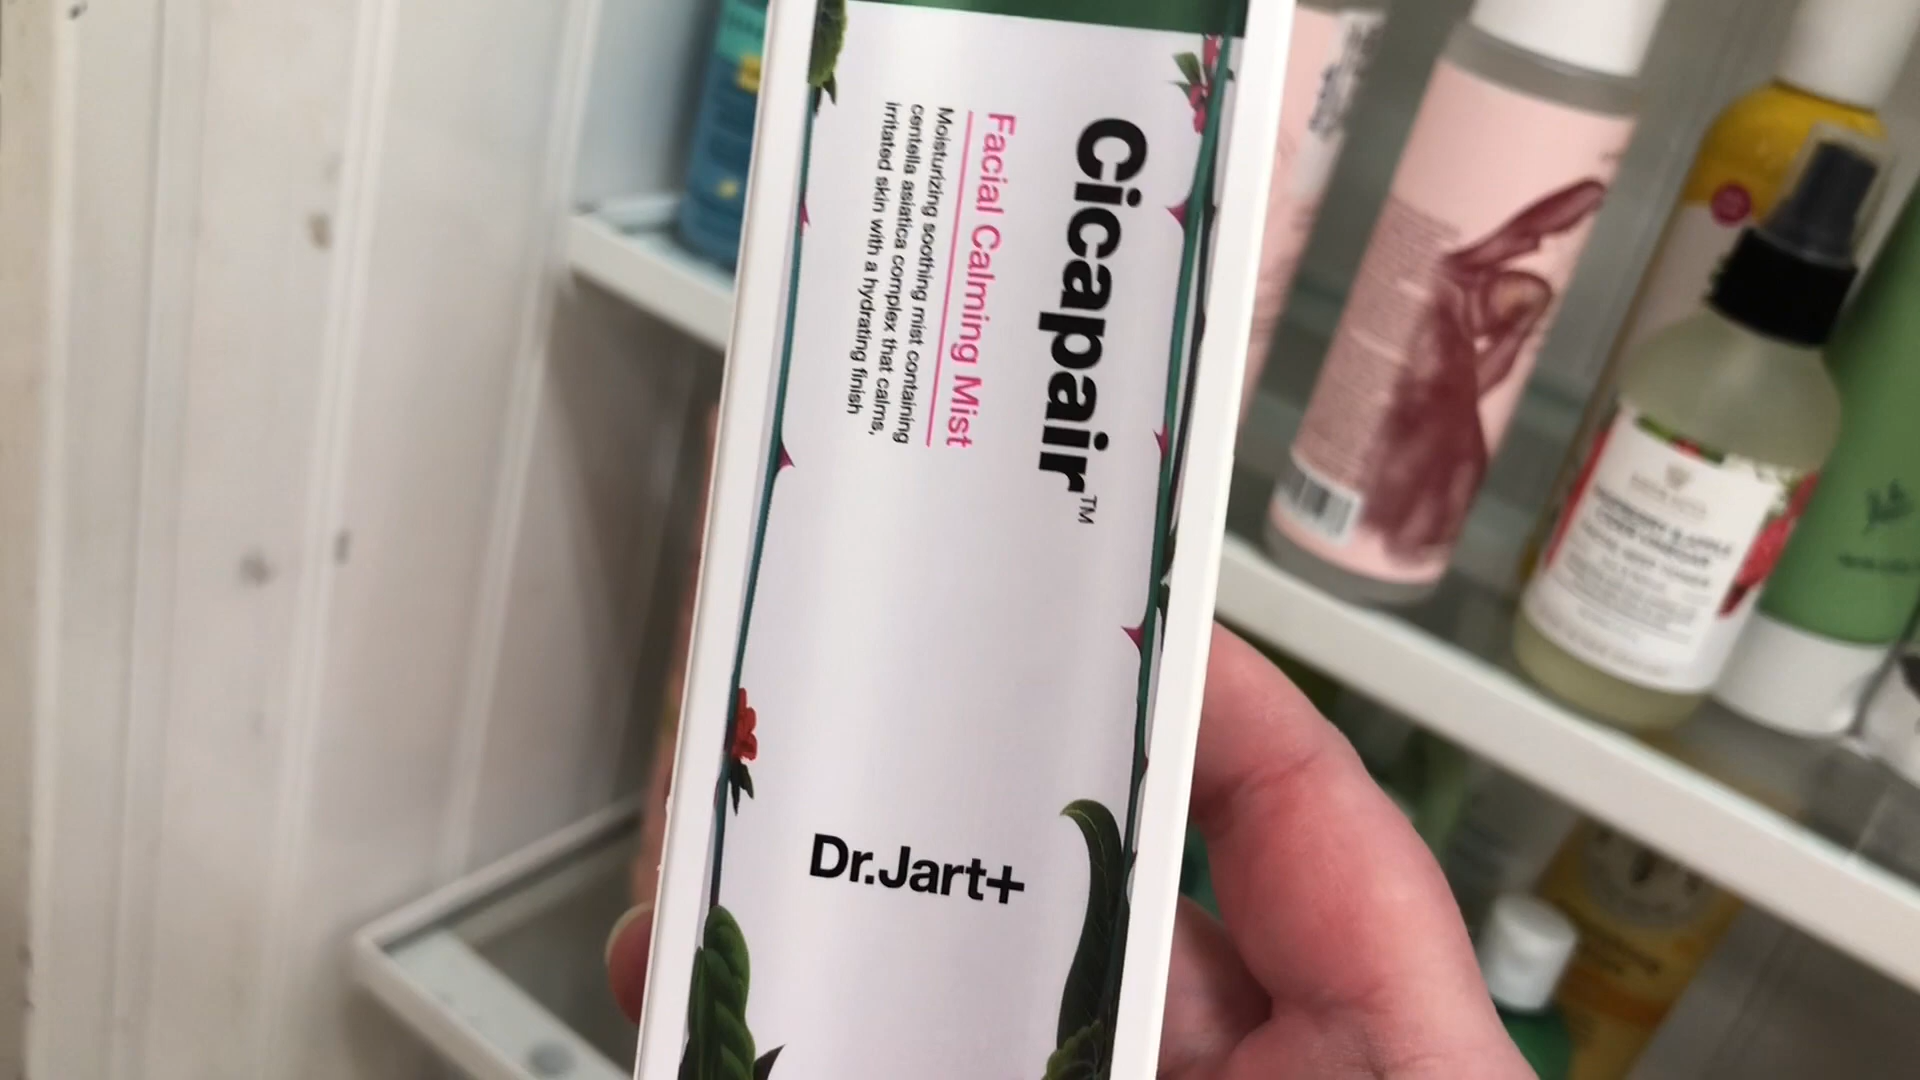 Cicapair™
Facial Calming Mist
Moisturizing soothing mist containing
centella asiatica complex that calms,
irritated skin with a hydrating finish
Dr.Jart+